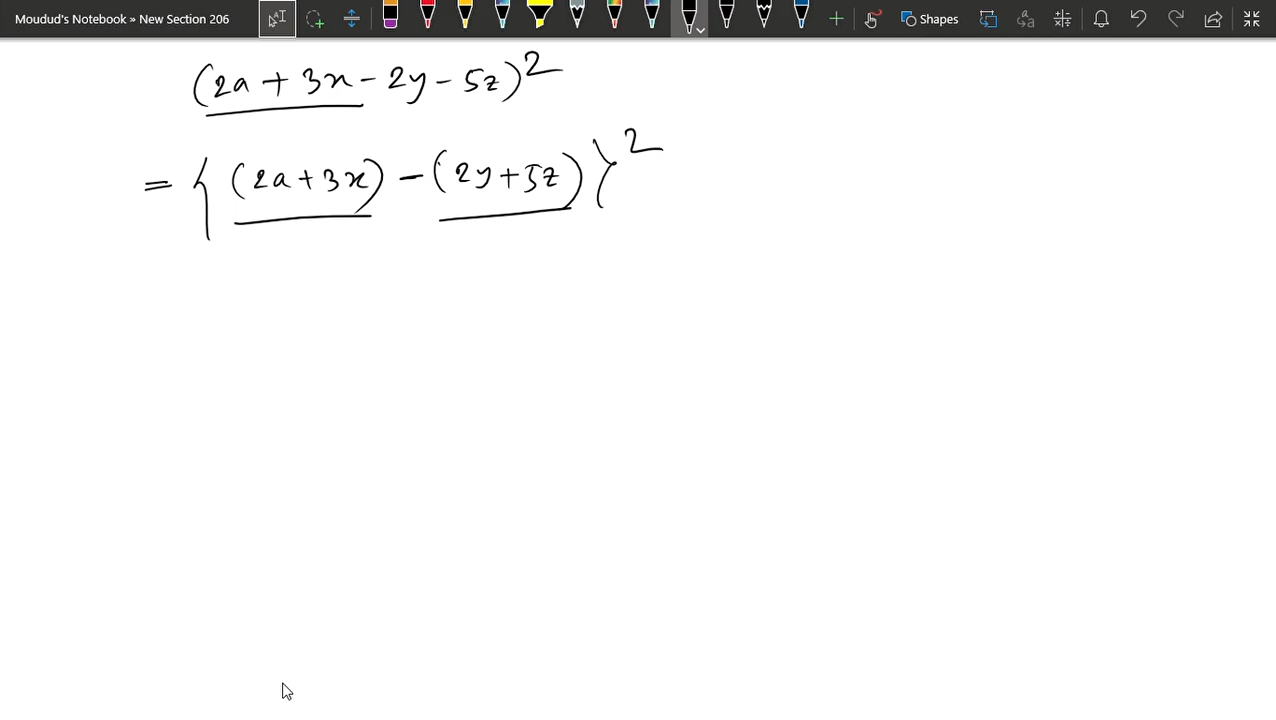 Moudud's Notebook » New Section 206
Shapes
(2a + 3x - 2y - 5z)²
= {(2a + 3x) - (2y + 5z)}²